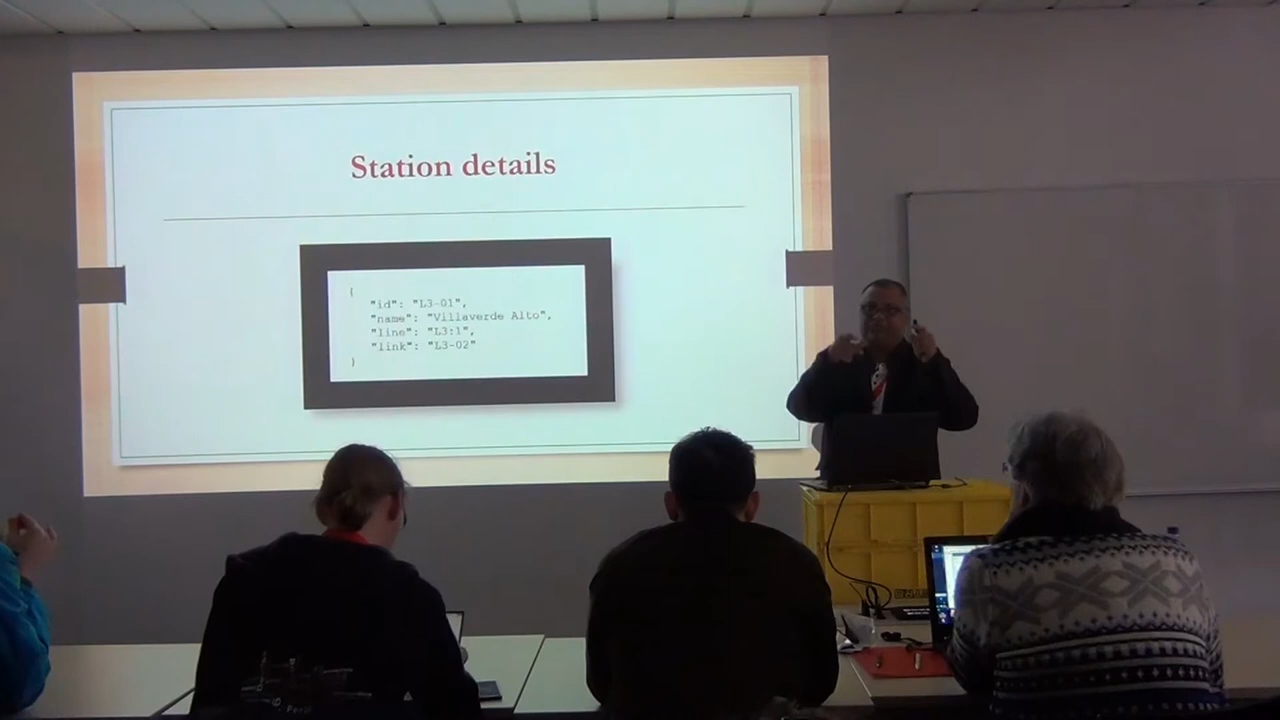 Station details
{
"id": "L3-01",
"name": "Villaverde Alto",
"line": "L3:1",
"link": "L3-02"
}